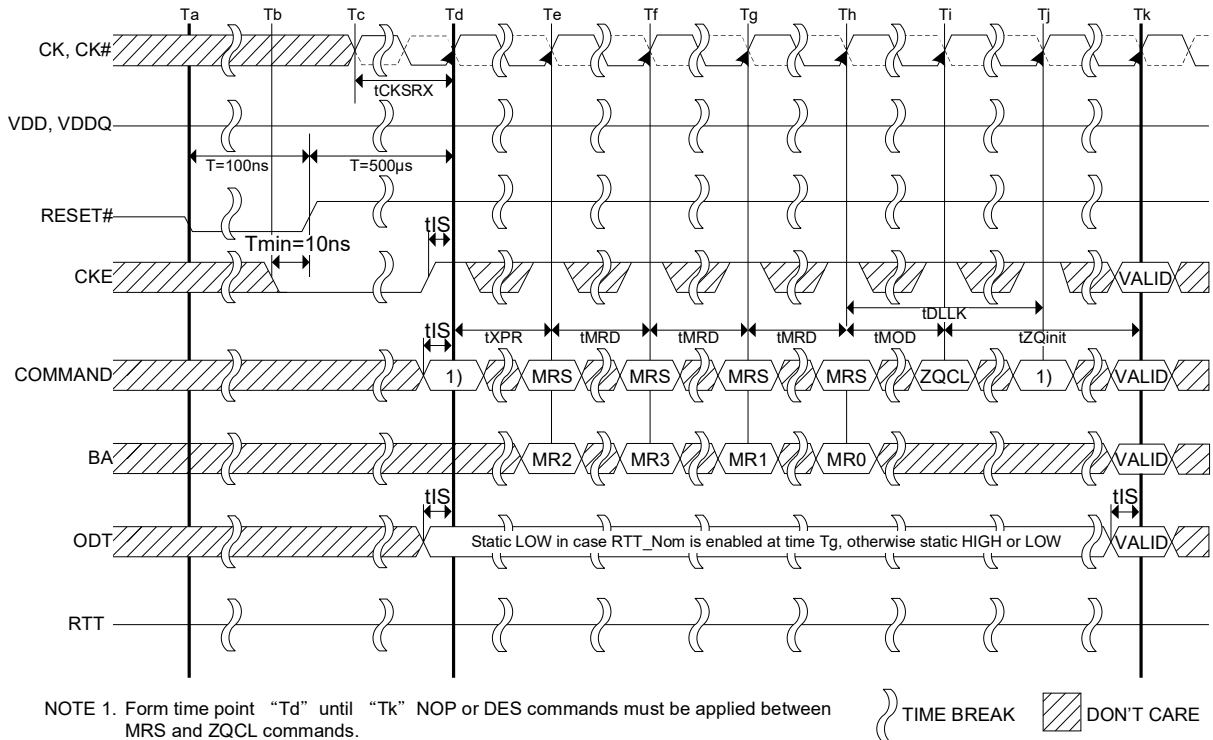 Ta Tb Tc Td Te Tf Tg Th Ti Tj Tk
CK, CK#
tCKSRX
VDD, VDDQ
T=100ns T=500µs
RESET#
tIS
Tmin=10ns
CKE VALID
tDLLK
tIS tXPR tMRD tMRD tMRD tMOD tZQinit
COMMAND 1) MRS MRS MRS MRS ZQCL 1) VALID
BA MR2 MR3 MR1 MR0 VALID
tIS tIS
ODT Static LOW in case RTT_Nom is enabled at time Tg, otherwise static HIGH or LOW VALID
RTT
NOTE 1. Form time point “Td” until “Tk” NOP or DES commands must be applied between
MRS and ZQCL commands.
TIME BREAK DON'T CARE